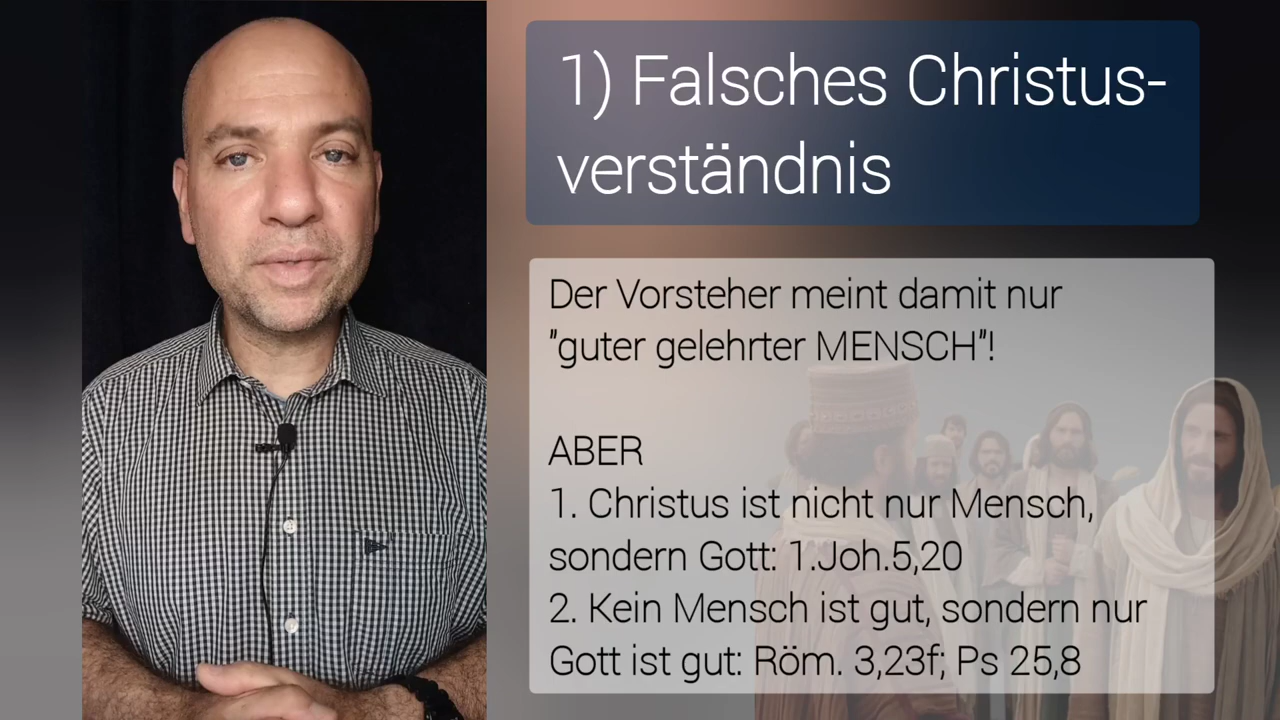 1) Falsches Christus-
verständnis
Der Vorsteher meint damit nur
"guter gelehrter MENSCH"!
ABER
1. Christus ist nicht nur Mensch,
sondern Gott: 1.Joh.5,20
2. Kein Mensch ist gut, sondern nur
Gott ist gut: Röm. 3,23f; Ps 25,8